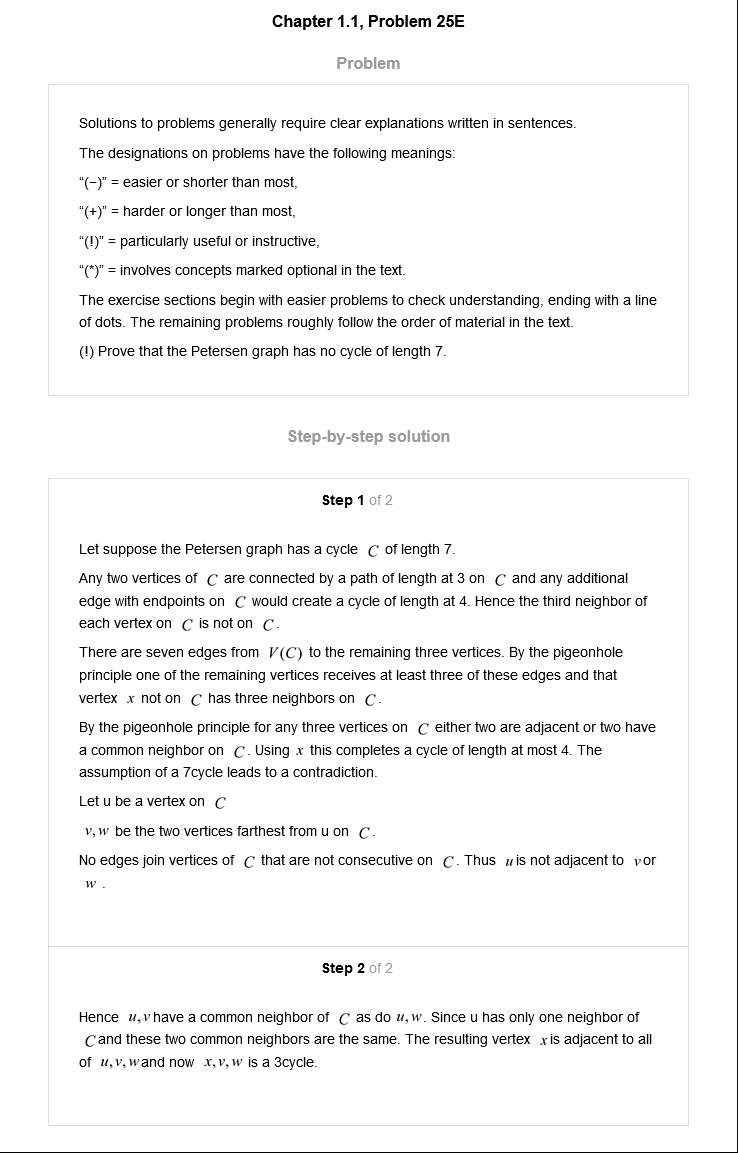 Chapter 1.1, Problem 25E
Problem
Solutions to problems generally require clear explanations written in sentences.
The designations on problems have the following meanings:
“(−)” = easier or shorter than most,
“(+)” = harder or longer than most,
“(!)” = particularly useful or instructive,
“(*)” = involves concepts marked optional in the text.
The exercise sections begin with easier problems to check understanding, ending with a line
of dots. The remaining problems roughly follow the order of material in the text.
(!) Prove that the Petersen graph has no cycle of length 7.
Step-by-step solution
Step 1 of 2
Let suppose the Petersen graph has a cycle C of length 7.
Any two vertices of C are connected by a path of length at 3 on C and any additional
edge with endpoints on C would create a cycle of length at 4. Hence the third neighbor of
each vertex on C is not on C.
There are seven edges from V(C) to the remaining three vertices. By the pigeonhole
principle one of the remaining vertices receives at least three of these edges and that
vertex x not on C has three neighbors on C.
By the pigeonhole principle for any three vertices on C either two are adjacent or two have
a common neighbor on C. Using x this completes a cycle of length at most 4. The
assumption of a 7cycle leads to a contradiction.
Let u be a vertex on C
v, w be the two vertices farthest from u on C.
No edges join vertices of C that are not consecutive on C. Thus u is not adjacent to v or
w .
Step 2 of 2
Hence u, v have a common neighbor of C as do u, w. Since u has only one neighbor of
C and these two common neighbors are the same. The resulting vertex x is adjacent to all
of u, v, w and now x, v, w is a 3cycle.